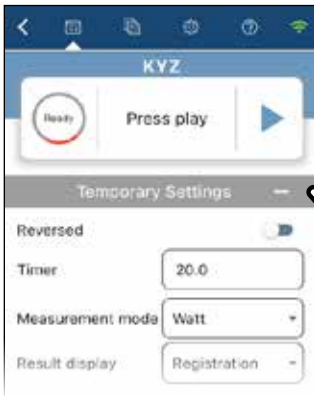 KYZ
Ready
Press play
Temporary Settings
Reversed
Timer 20.0
Measurement mode Watt
Result display Registration